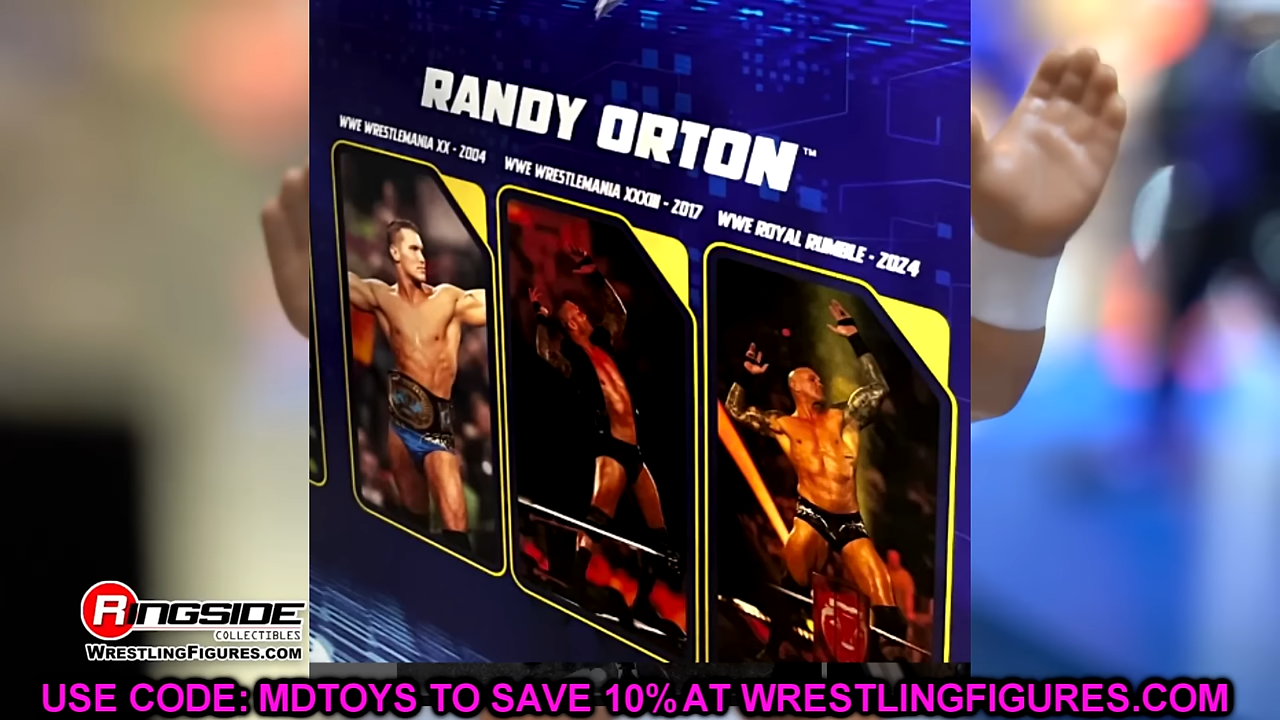 RANDY ORTON™
WWE WRESTLEMANIA XX - 2004
WWE WRESTLEMANIA XXXIII - 2017
WWE ROYAL RUMBLE - 2024
RINGSIDE
COLLECTIBLES
WRESTLINGFIGURES.COM
USE CODE: MDTOYS TO SAVE 10% AT WRESTLINGFIGURES.COM